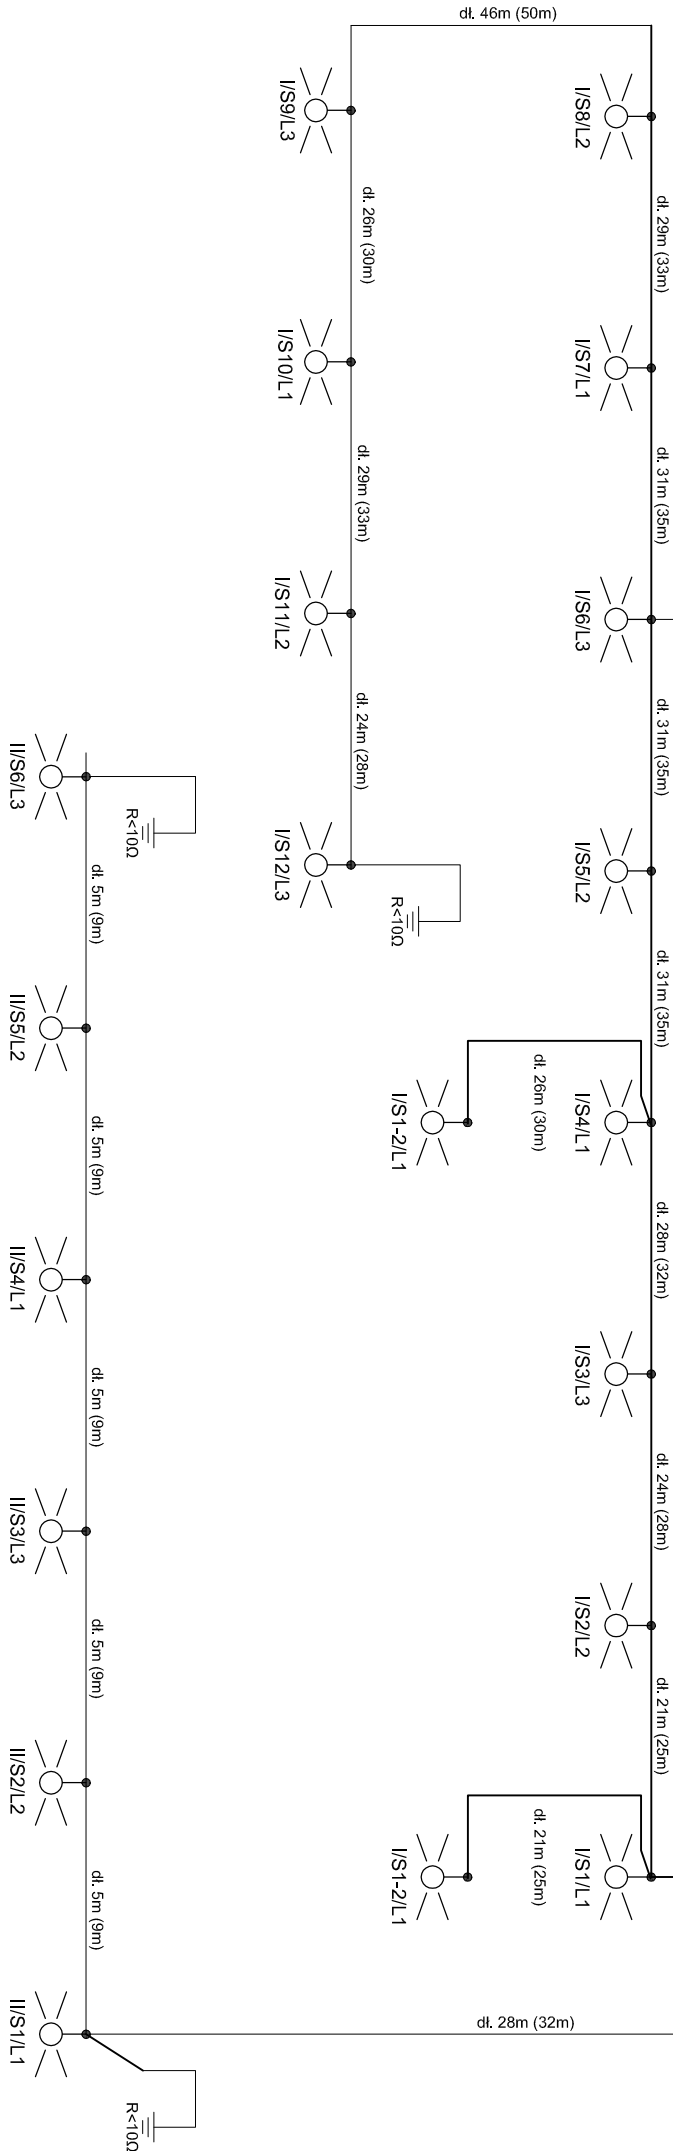 dł. 46m (50m)
I/S9/L3
I/S8/L2
dł. 26m (30m)
dł. 29m (33m)
I/S10/L1
I/S7/L1
dł. 29m (33m)
dł. 31m (35m)
I/S11/L2
I/S6/L3
dł. 24m (28m)
dł. 31m (35m)
II/S6/L3
R<10Ω
I/S12/L3
R<10Ω
I/S5/L2
dł. 5m (9m)
dł. 31m (35m)
II/S5/L2
dł. 26m (30m)
I/S1-2/L1
I/S4/L1
dł. 5m (9m)
dł. 28m (32m)
II/S4/L1
I/S3/L3
dł. 5m (9m)
dł. 24m (28m)
II/S3/L3
I/S2/L2
dł. 5m (9m)
dł. 21m (25m)
II/S2/L2
dł. 21m (25m)
I/S1-2/L1
I/S1/L1
dł. 5m (9m)
II/S1/L1
dł. 28m (32m)
R<10Ω